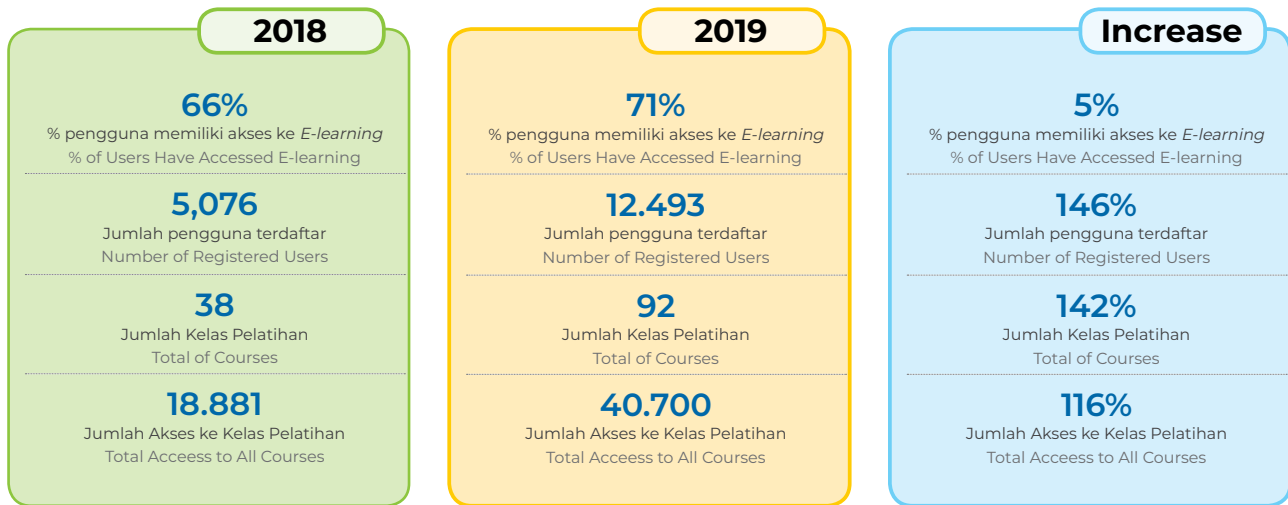 2018
66%
% pengguna memiliki akses ke E-learning
% of Users Have Accessed E-learning
5,076
Jumlah pengguna terdaftar
Number of Registered Users
38
Jumlah Kelas Pelatihan
Total of Courses
18.881
Jumlah Akses ke Kelas Pelatihan
Total Acceess to All Courses
2019
71%
% pengguna memiliki akses ke E-learning
% of Users Have Accessed E-learning
12.493
Jumlah pengguna terdaftar
Number of Registered Users
92
Jumlah Kelas Pelatihan
Total of Courses
40.700
Jumlah Akses ke Kelas Pelatihan
Total Acceess to All Courses
Increase
5%
% pengguna memiliki akses ke E-learning
% of Users Have Accessed E-learning
146%
Jumlah pengguna terdaftar
Number of Registered Users
142%
Jumlah Kelas Pelatihan
Total of Courses
116%
Jumlah Akses ke Kelas Pelatihan
Total Acceess to All Courses